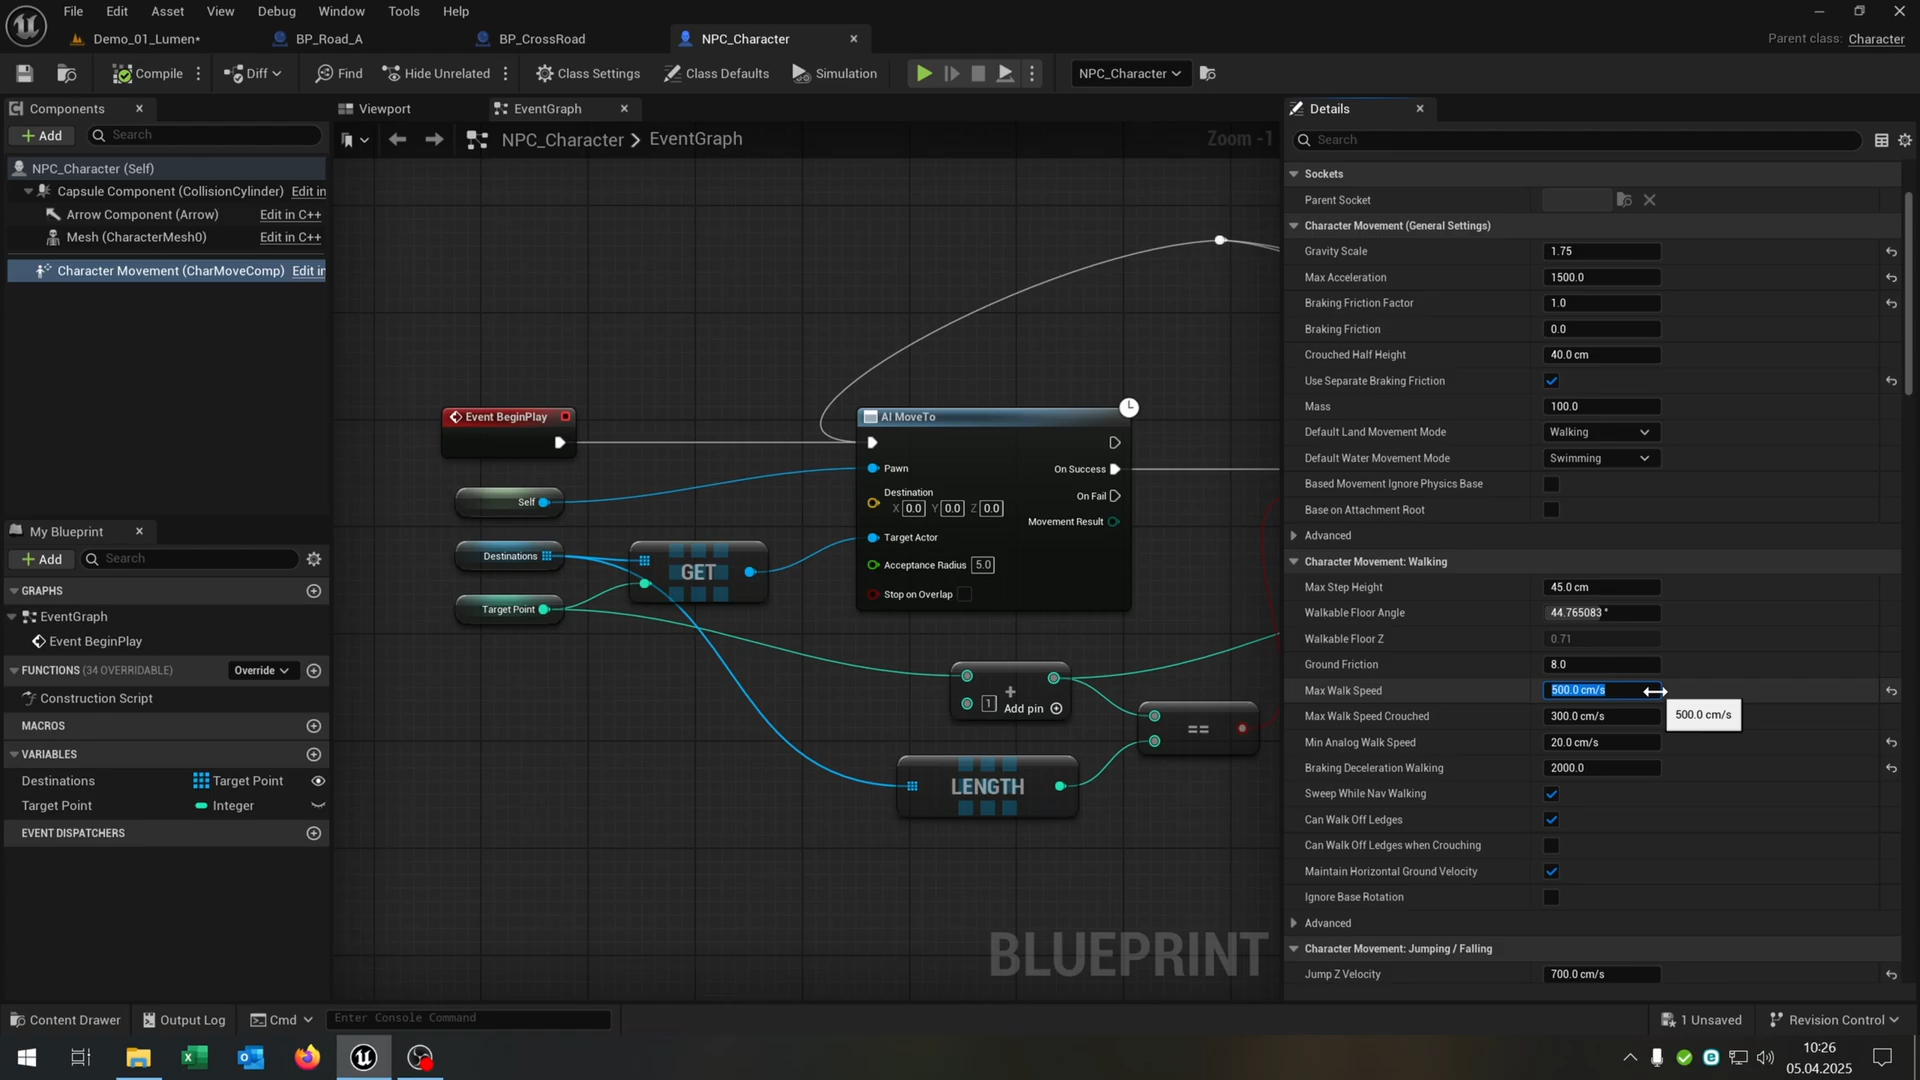 File Edit Asset View Debug Window Tools Help
Demo_01_Lumen* BP_Road_A BP_CrossRoad NPC_Character
Parent class: Character
Compile Diff Find Hide Unrelated Class Settings Class Defaults Simulation NPC_Character
Components
Add Search
NPC_Character (Self)
Capsule Component (CollisionCylinder) Edit in
Arrow Component (Arrow) Edit in C++
Mesh (CharacterMesh0) Edit in C++
Character Movement (CharMoveComp) Edit in
My Blueprint
Add Search
GRAPHS
EventGraph
Event BeginPlay
FUNCTIONS (34 OVERRIDABLE) Override
Construction Script
MACROS
VARIABLES
Destinations Target Point
Target Point Integer
EVENT DISPATCHERS
Viewport EventGraph
NPC_Character > EventGraph
Zoom -1
Event BeginPlay
Self
Destinations
Target Point
GET
AI MoveTo
Pawn
Destination
X 0.0 Y 0.0 Z 0.0
Target Actor
Acceptance Radius 5.0
Stop on Overlap
On Success
On Fail
Movement Result
+
1 Add pin
==
LENGTH
BLUEPRINT
Details
Search
Sockets
Parent Socket
Character Movement (General Settings)
Gravity Scale 1.75
Max Acceleration 1500.0
Braking Friction Factor 1.0
Braking Friction 0.0
Crouched Half Height 40.0 cm
Use Separate Braking Friction
Mass 100.0
Default Land Movement Mode Walking
Default Water Movement Mode Swimming
Based Movement Ignore Physics Base
Base on Attachment Root
Advanced
Character Movement: Walking
Max Step Height 45.0 cm
Walkable Floor Angle 44.765083 °
Walkable Floor Z 0.71
Ground Friction 8.0
Max Walk Speed 500.0 cm/s
500.0 cm/s
Max Walk Speed Crouched 300.0 cm/s
Min Analog Walk Speed 20.0 cm/s
Braking Deceleration Walking 2000.0
Sweep While Nav Walking
Can Walk Off Ledges
Can Walk Off Ledges when Crouching
Maintain Horizontal Ground Velocity
Ignore Base Rotation
Advanced
Character Movement: Jumping / Falling
Jump Z Velocity 700.0 cm/s
Content Drawer Output Log Cmd Enter Console Command
1 Unsaved Revision Control
10:26
05.04.2025